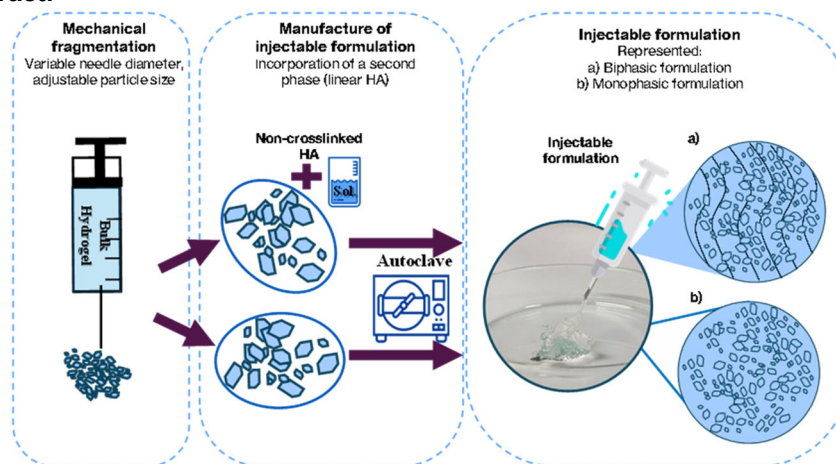 Mechanical
fragmentation
Variable needle diameter,
adjustable particle size
Bulk
Hydrogel
Manufacture of
injectable formulation
Incorporation of a second
phase (linear HA)
Non-crosslinked
HA
Sol.
Autoclave
Injectable formulation
Represented:
a) Biphasic formulation
b) Monophasic formulation
Injectable
formulation
a)
b)